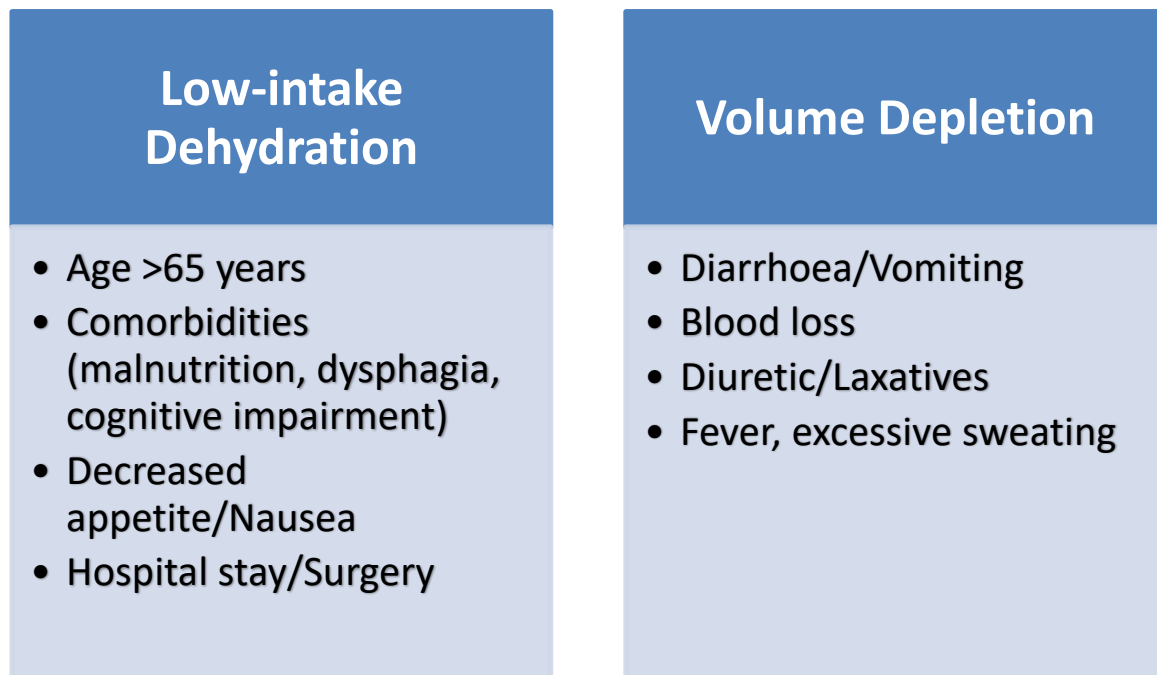 Low-intake
Dehydration
• Age >65 years
• Comorbidities
(malnutrition, dysphagia,
cognitive impairment)
• Decreased
appetite/Nausea
• Hospital stay/Surgery
Volume Depletion
• Diarrhoea/Vomiting
• Blood loss
• Diuretic/Laxatives
• Fever, excessive sweating